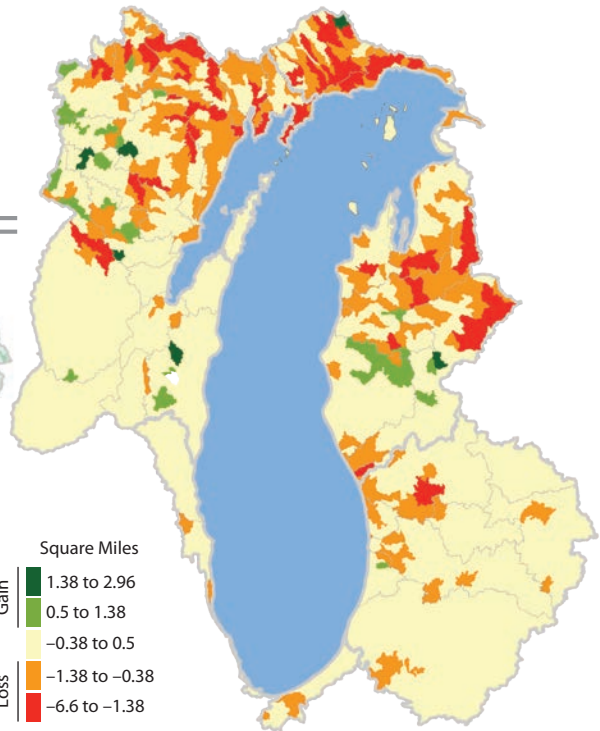 Square Miles
Gain
1.38 to 2.96
0.5 to 1.38
−0.38 to 0.5
Loss
−1.38 to −0.38
−6.6 to −1.38